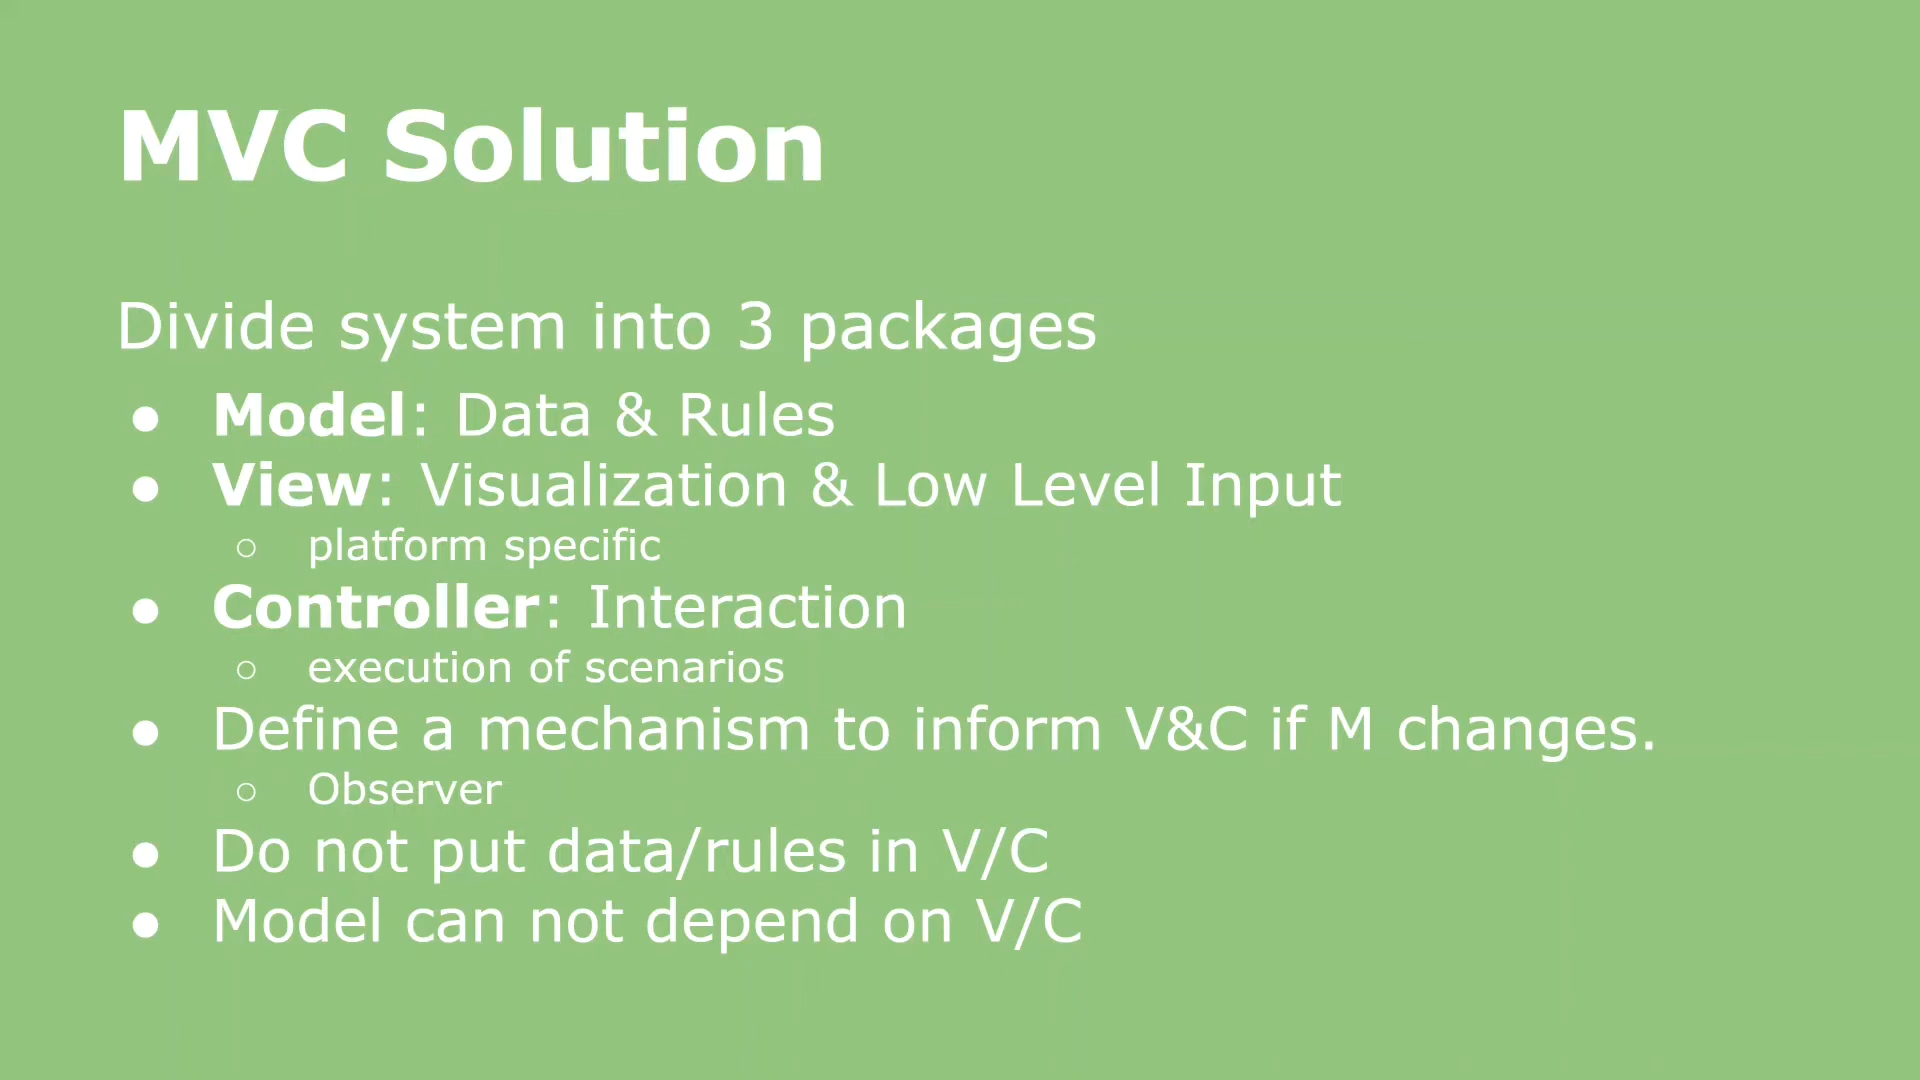 MVC Solution
Divide system into 3 packages
● Model: Data & Rules
● View: Visualization & Low Level Input
○ platform specific
● Controller: Interaction
○ execution of scenarios
● Define a mechanism to inform V&C if M changes.
○ Observer
● Do not put data/rules in V/C
● Model can not depend on V/C